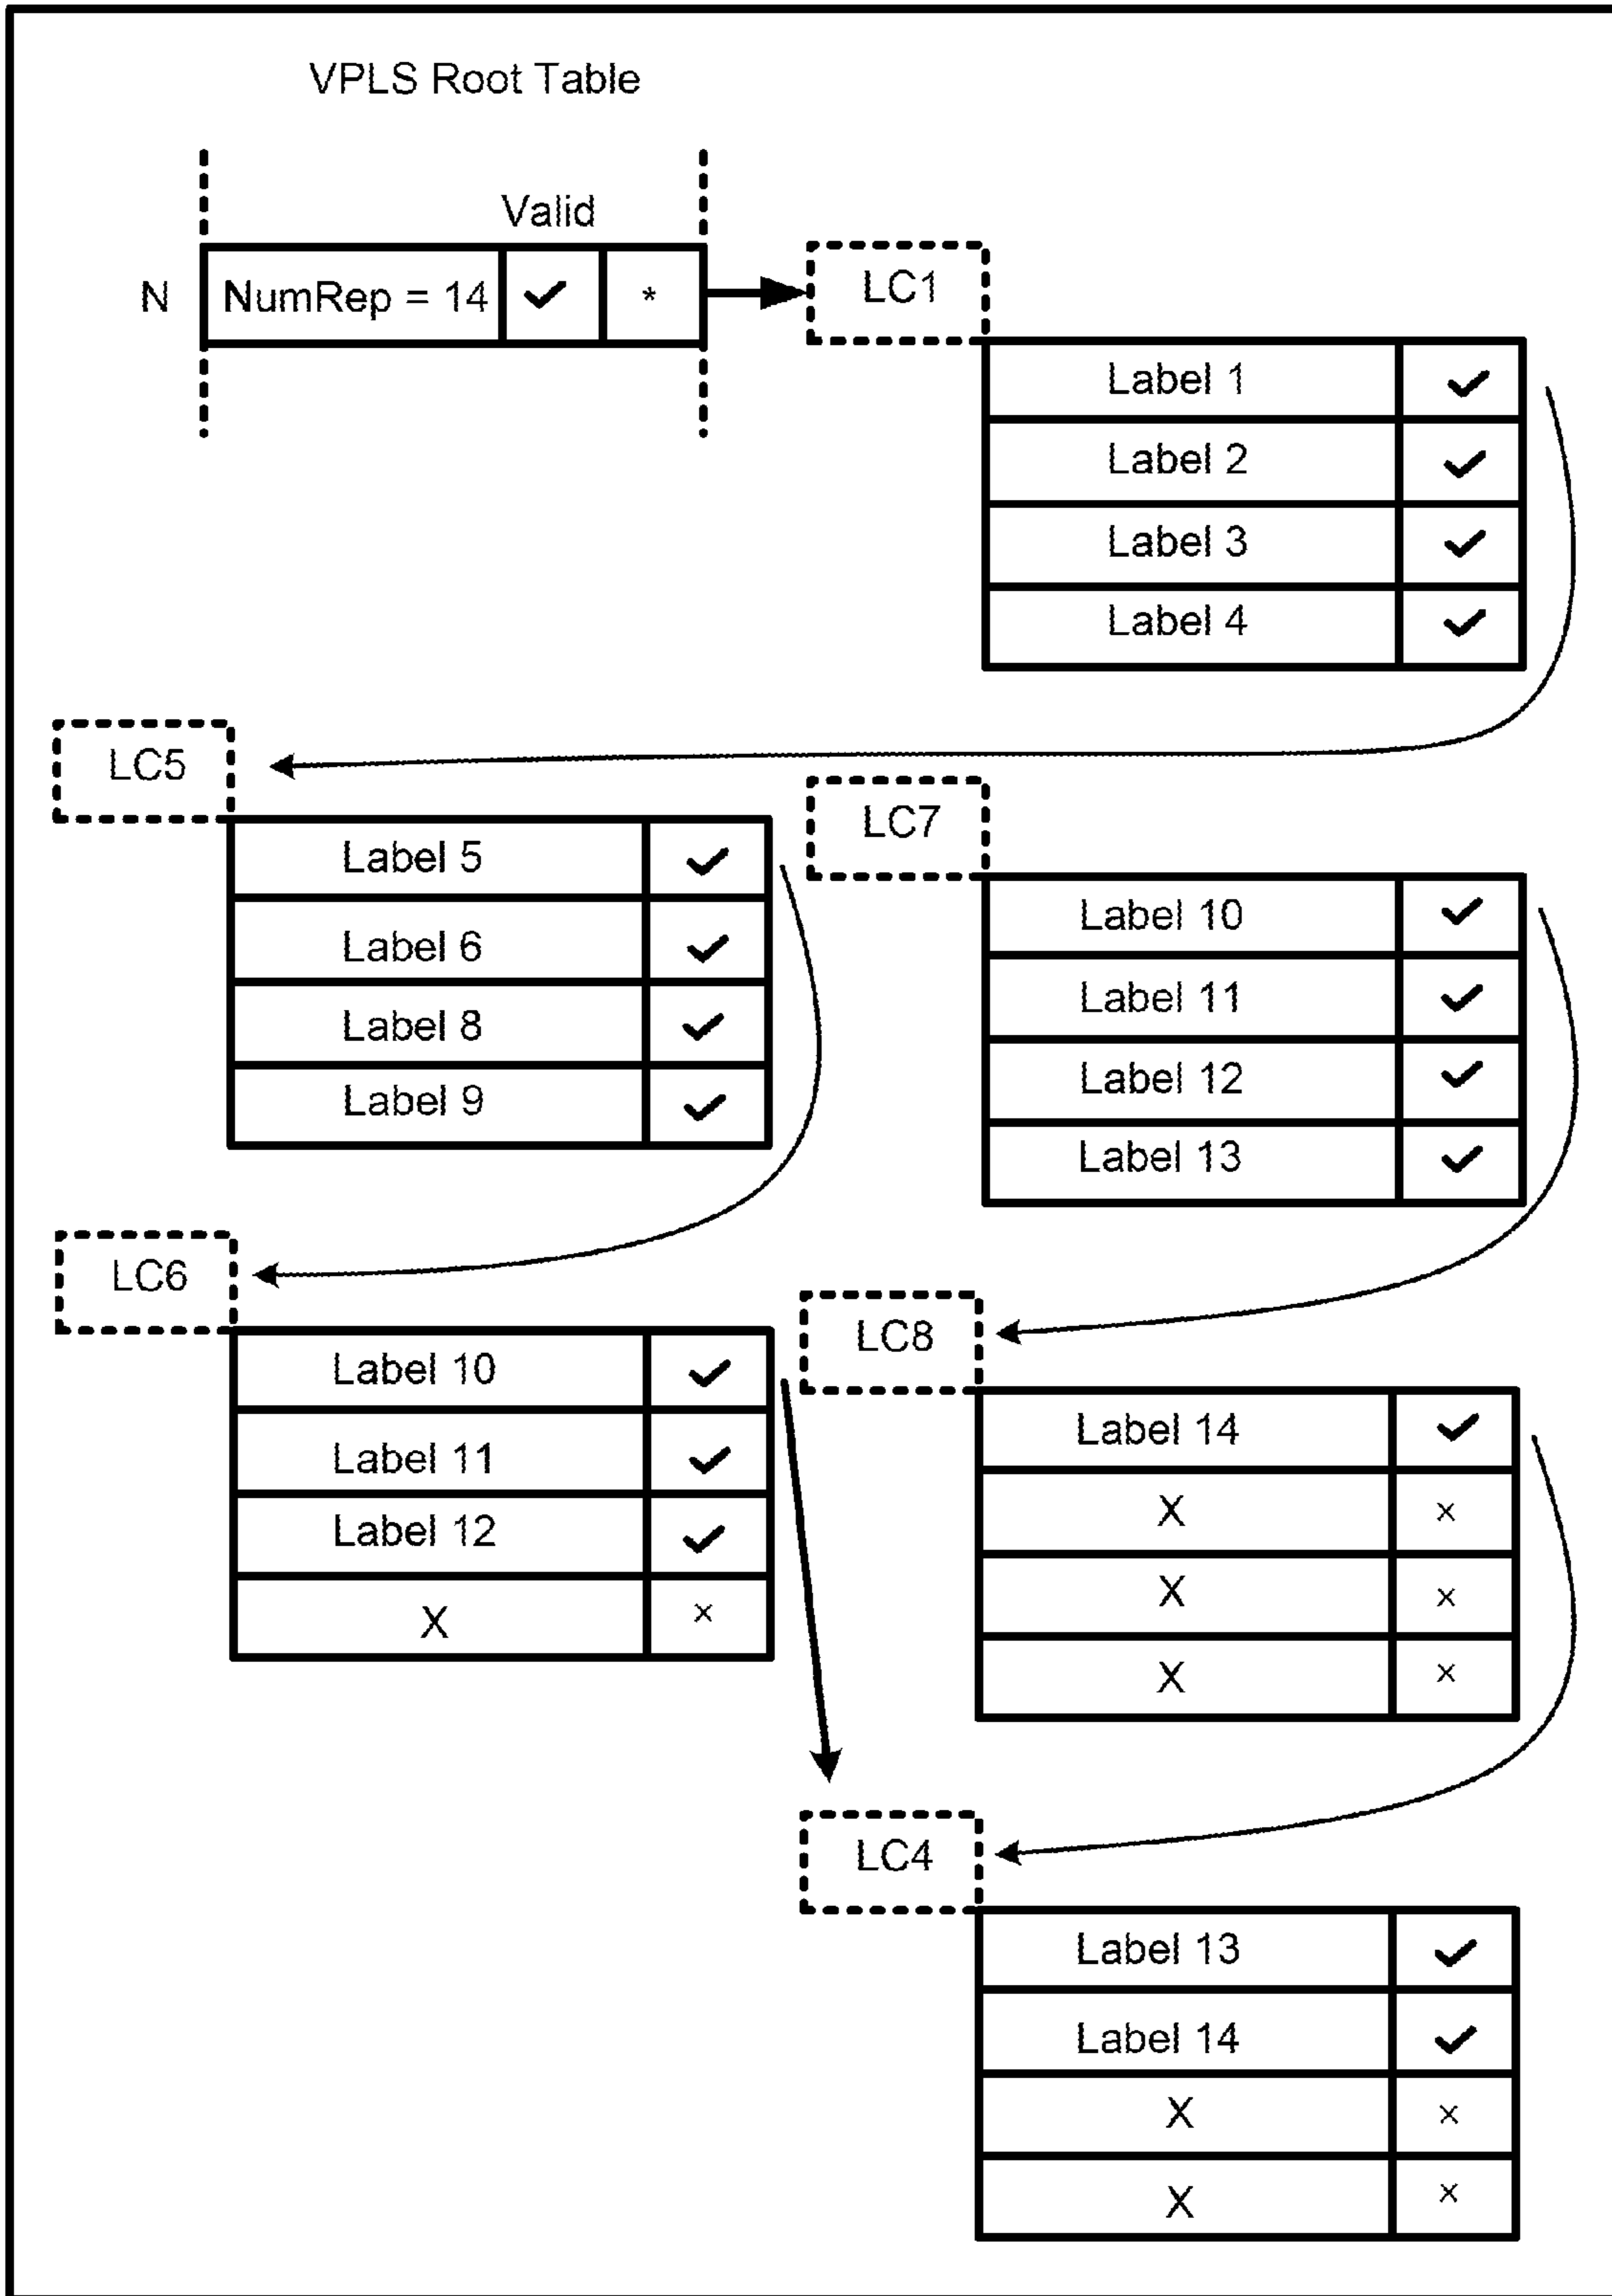 VPLS Root Table
Valid
N NumRep = 14 ✓ *
LC1
Label 1 ✓
Label 2 ✓
Label 3 ✓
Label 4 ✓
LC5
Label 5 ✓
Label 6 ✓
Label 8 ✓
Label 9 ✓
LC7
Label 10 ✓
Label 11 ✓
Label 12 ✓
Label 13 ✓
LC6
Label 10 ✓
Label 11 ✓
Label 12 ✓
X ×
LC8
Label 14 ✓
X ×
X ×
X ×
LC4
Label 13 ✓
Label 14 ✓
X ×
X ×